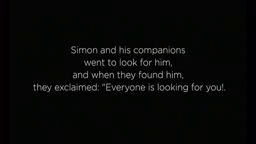 Simon and his companions
went to look for him,
and when they found him,
they exclaimed: "Everyone is looking for you!.